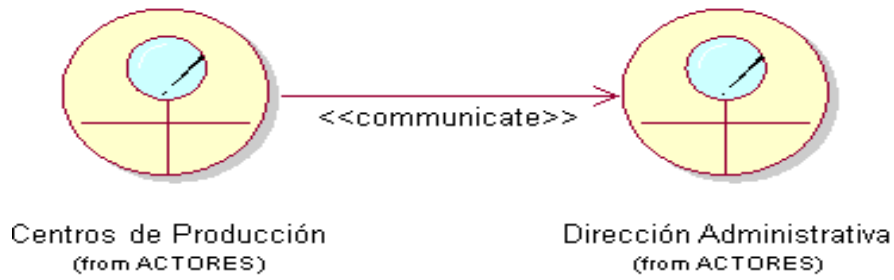 <<communicate>>
Centros de Producción
(from ACTORES)
Dirección Administrativa
(from ACTORES)